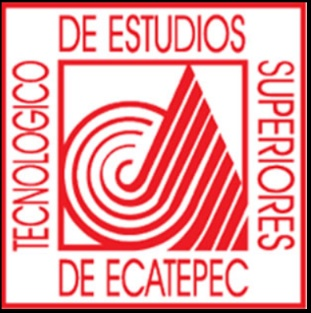 TECNOLOGICO
DE ESTUDIOS
SUPERIORES
DE ECATEPEC